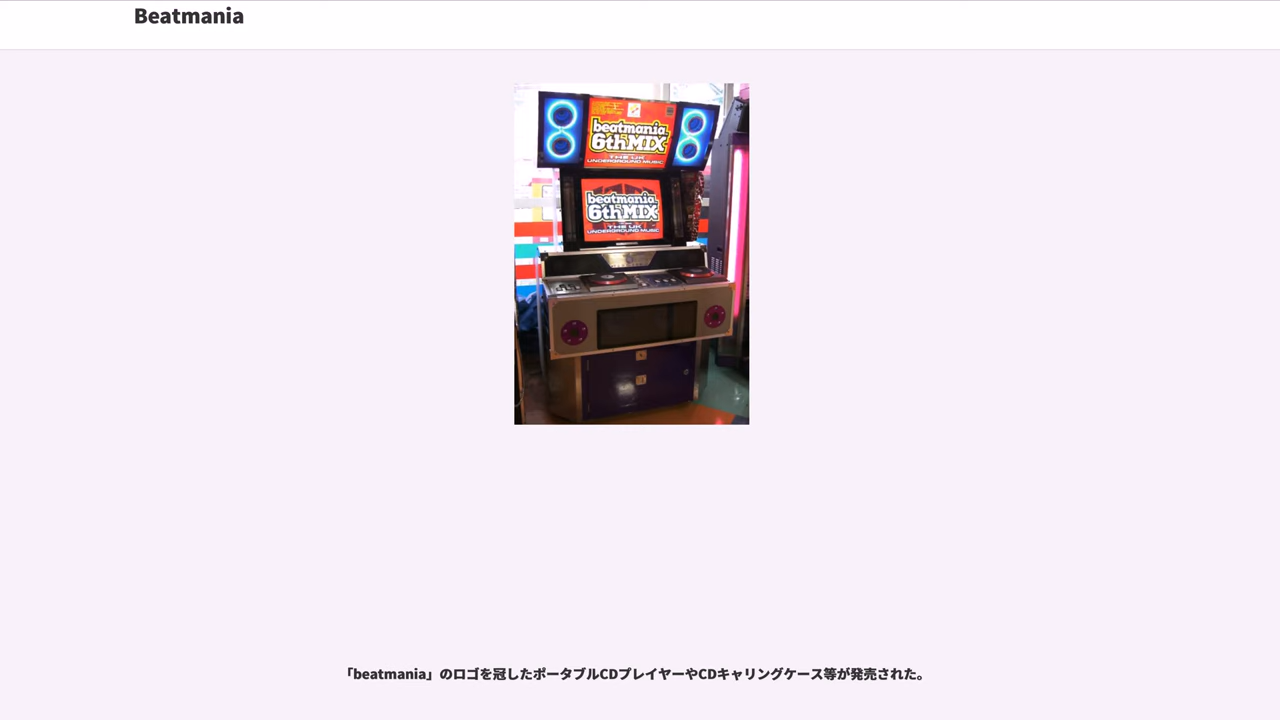 Beatmania
beatmania
6thMIX
THE UK
UNDERGROUND MUSIC
beatmania
6thMIX
THE UK
UNDERGROUND MUSIC
「beatmania」のロゴを冠したポータブルCDプレイヤーやCDキャリングケース等が発売された。